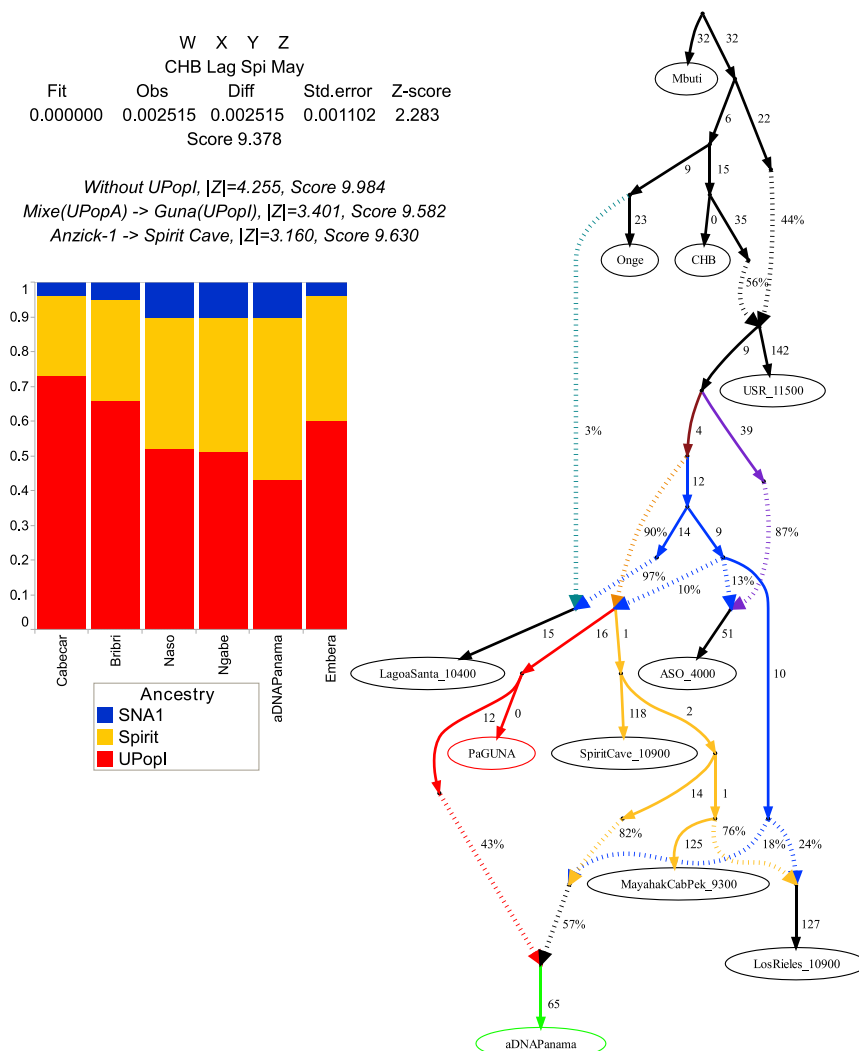 W X Y Z
CHB Lag Spi May
Fit Obs Diff Std.error Z-score
0.000000 0.002515 0.002515 0.001102 2.283
Score 9.378
Without UPopI, |Z|=4.255, Score 9.984
Mixe(UPopA) -> Guna(UPopI), |Z|=3.401, Score 9.582
Anzick-1 -> Spirit Cave, |Z|=3.160, Score 9.630
1
0.9
0.8
0.7
0.6
0.5
0.4
0.3
0.2
0.1
0
Cabecar
Bribri
Naso
Ngabe
aDNAPanama
Embera
Ancestry
SNA1
Spirit
UPopI
32 32
Mbuti
6 22
9 15
23 0 35 44%
Onge CHB
56%
9 142
USR_11500
3% 4 39
12
90% 14 9 87%
97% 10% 13%
15 16 1 51
LagoaSanta_10400 ASO_4000 10
12 0 118 2
PaGUNA SpiritCave_10900
14 1
43% 82% 125 76% 18% 24%
MayahakCabPek_9300
57% 127
LosRieles_10900
65
aDNAPanama